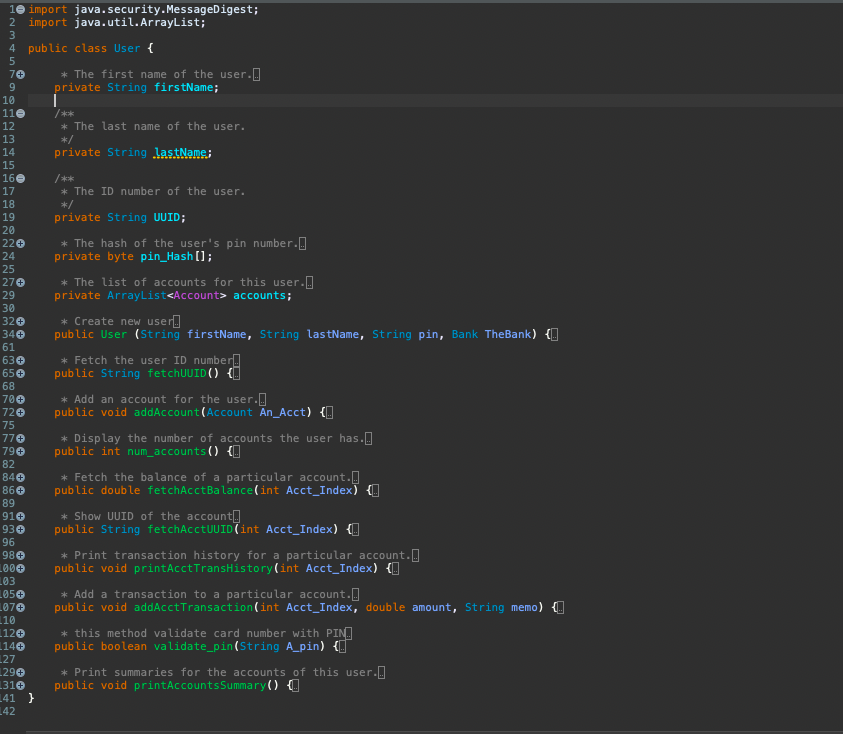 1 import java.security.MessageDigest;
2 import java.util.ArrayList;
3
4 public class User {
5
7 * The first name of the user.
9 private String firstName;
10
11 /**
12 * The last name of the user.
13 */
14 private String lastName;
15
16 /**
17 * The ID number of the user.
18 */
19 private String UUID;
20
22 * The hash of the user's pin number.
24 private byte pin_Hash[];
25
27 * The list of accounts for this user.
29 private ArrayList<Account> accounts;
30
32 * Create new user
34 public User (String firstName, String lastName, String pin, Bank TheBank) {
61
63 * Fetch the user ID number
65 public String fetchUUID() {
68
70 * Add an account for the user.
72 public void addAccount(Account An_Acct) {
75
77 * Display the number of accounts the user has.
79 public int num_accounts() {
82
84 * Fetch the balance of a particular account.
86 public double fetchAcctBalance(int Acct_Index) {
89
91 * Show UUID of the account
93 public String fetchAcctUUID(int Acct_Index) {
96
98 * Print transaction history for a particular account.
100 public void printAcctTransHistory(int Acct_Index) {
103
105 * Add a transaction to a particular account.
107 public void addAcctTransaction(int Acct_Index, double amount, String memo) {
110
112 * this method validate card number with PIN
114 public boolean validate_pin(String A_pin) {
127
129 * Print summaries for the accounts of this user.
131 public void printAccountsSummary() {
141 }
142